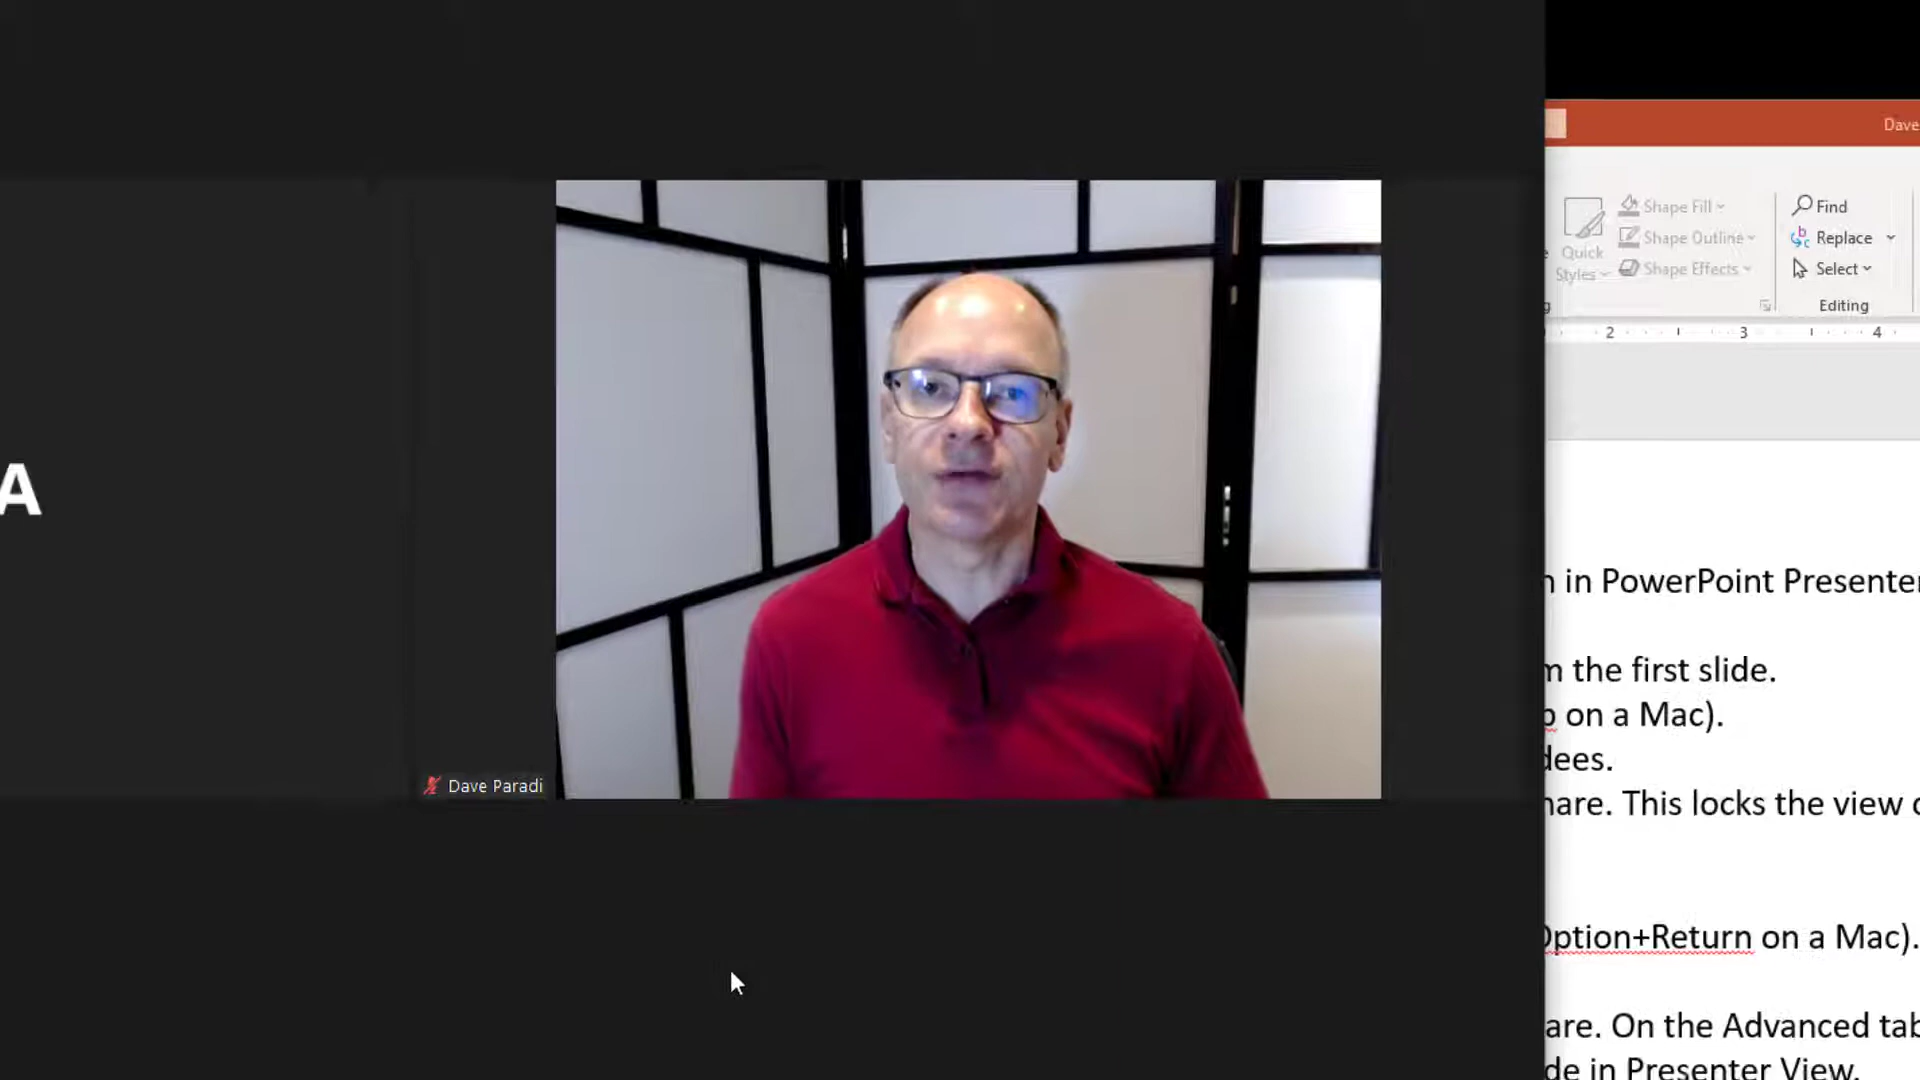 Dave
Shape Fill
Find
Quick
Styles
Shape Outline
Replace
Shape Effects
Select
Editing
2 3 4
A
in PowerPoint Presenter
the first slide.
on a Mac).
dees.
hare. This locks the view
Option+Return on a Mac).
are. On the Advanced tab
de in Presenter View.
Dave Paradi